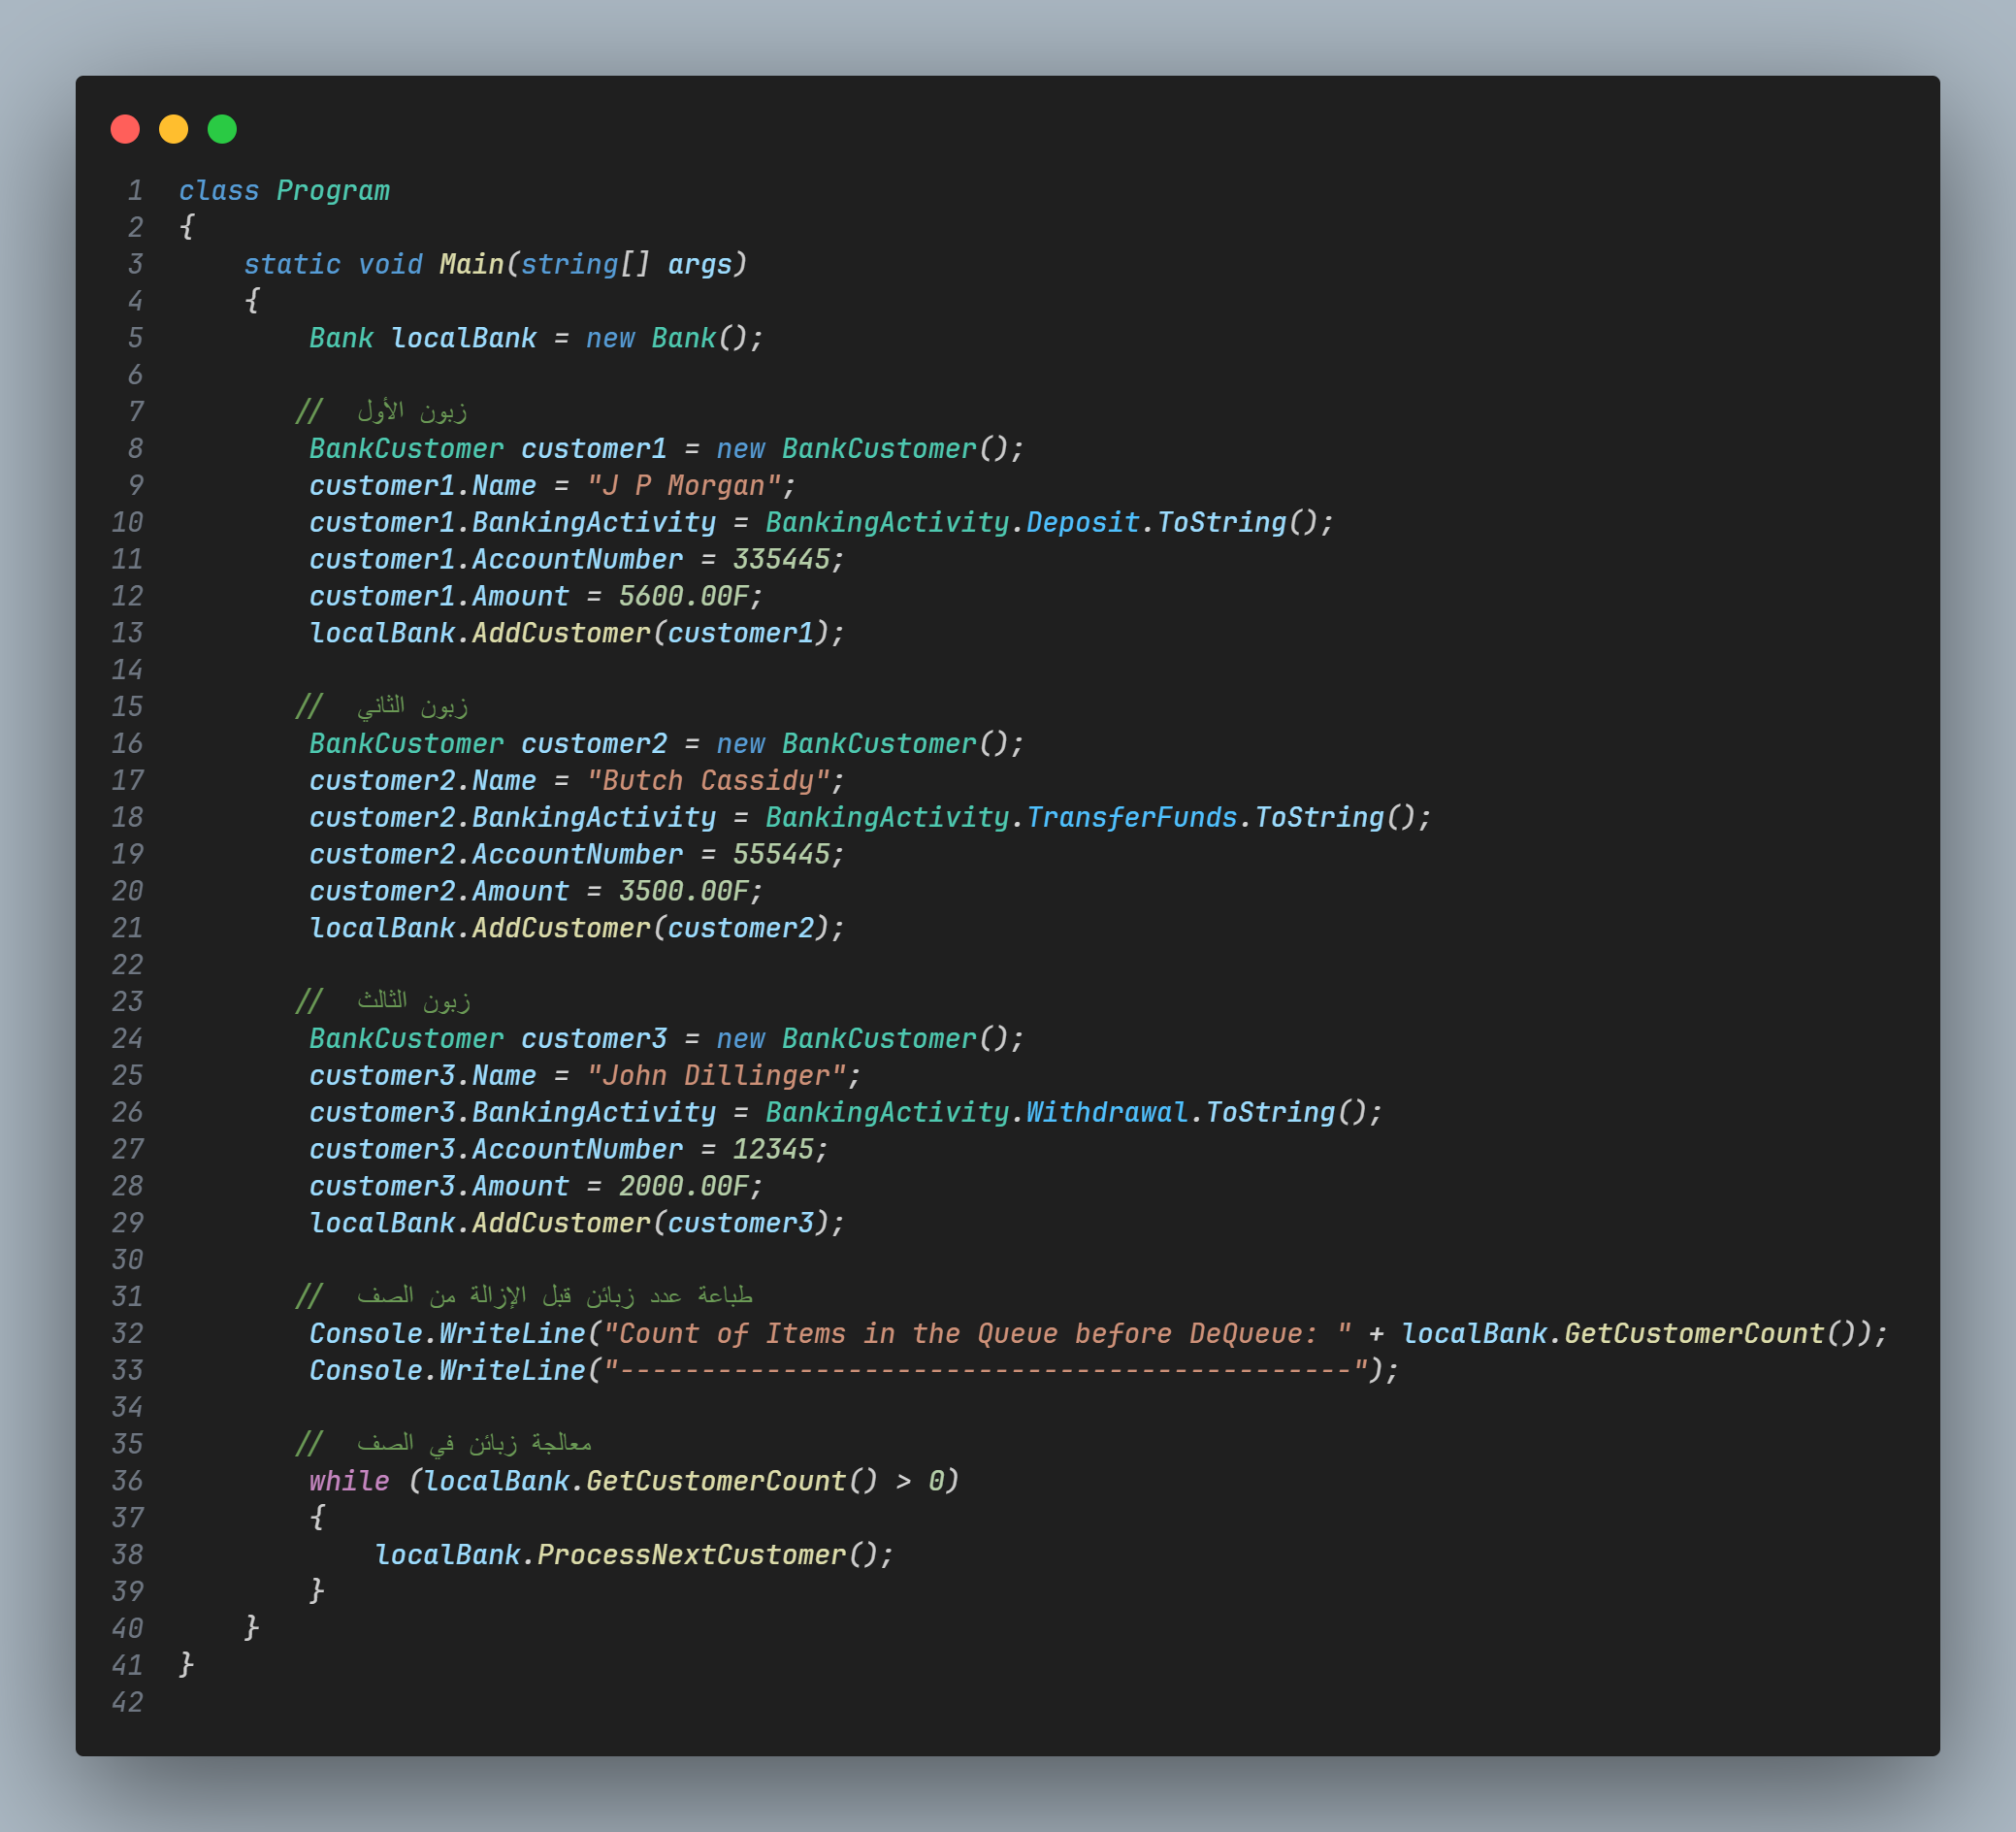 1 class Program
2 {
3     static void Main(string[] args)
4     {
5         Bank localBank = new Bank();
6
7        //  زبون الأول
8         BankCustomer customer1 = new BankCustomer();
9         customer1.Name = "J P Morgan";
10         customer1.BankingActivity = BankingActivity.Deposit.ToString();
11         customer1.AccountNumber = 335445;
12         customer1.Amount = 5600.00F;
13         localBank.AddCustomer(customer1);
14
15        //  زبون الثاني
16         BankCustomer customer2 = new BankCustomer();
17         customer2.Name = "Butch Cassidy";
18         customer2.BankingActivity = BankingActivity.TransferFunds.ToString();
19         customer2.AccountNumber = 555445;
20         customer2.Amount = 3500.00F;
21         localBank.AddCustomer(customer2);
22
23        //  زبون الثالث
24         BankCustomer customer3 = new BankCustomer();
25         customer3.Name = "John Dillinger";
26         customer3.BankingActivity = BankingActivity.Withdrawal.ToString();
27         customer3.AccountNumber = 12345;
28         customer3.Amount = 2000.00F;
29         localBank.AddCustomer(customer3);
30
31        //  طباعة عدد زبائن قبل الإزالة من الصف
32         Console.WriteLine("Count of Items in the Queue before DeQueue: " + localBank.GetCustomerCount());
33         Console.WriteLine("---------------------------------------------");
34
35        //  معالجة زبائن في الصف
36         while (localBank.GetCustomerCount() > 0)
37         {
38             localBank.ProcessNextCustomer();
39         }
40     }
41 }
42